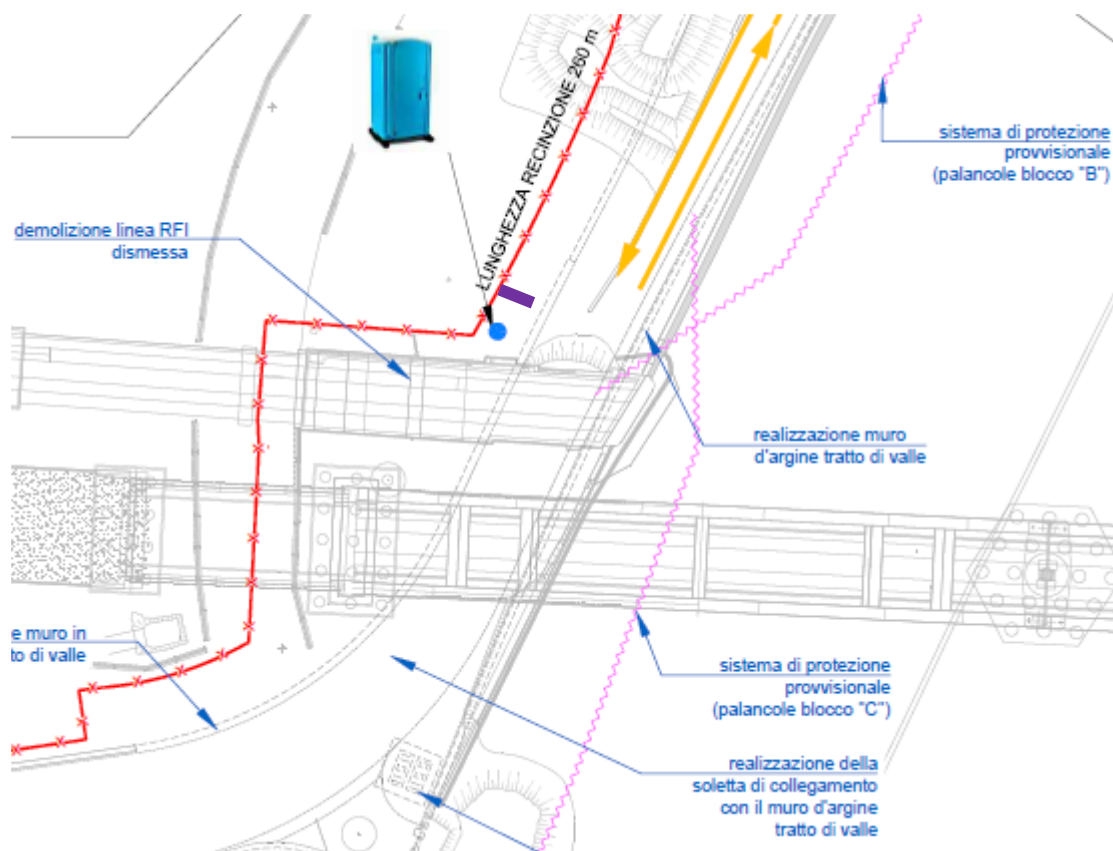 LUNGHEZZA RECINZIONE 260 m
sistema di protezione
provvisionale
(palancole blocco "B")
demolizione linea RFI
dismessa
realizzazione muro
d'argine tratto di valle
e muro in
to di valle
sistema di protezione
provvisionale
(palancole blocco "C")
realizzazione della
soletta di collegamento
con il muro d'argine
tratto di valle